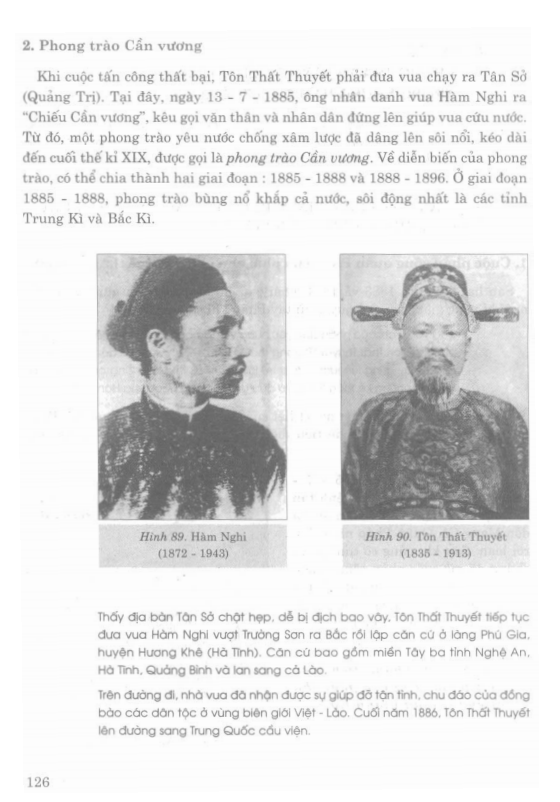 2. Phong trào Cần vương
Khi cuộc tấn công thất bại, Tôn Thất Thuyết phải đưa vua chạy ra Tân Sở
(Quảng Trị). Tại đây, ngày 13 - 7 - 1885, ông nhân danh vua Hàm Nghi ra
“Chiếu Cần vương”, kêu gọi văn thân và nhân dân đứng lên giúp vua cứu nước.
Từ đó, một phong trào yêu nước chống xâm lược đã dâng lên sôi nổi, kéo dài
đến cuối thế kỉ XIX, được gọi là phong trào Cần vương. Về diễn biến của phong
trào, có thể chia thành hai giai đoạn : 1885 - 1888 và 1888 - 1896. Ở giai đoạn
1885 - 1888, phong trào bùng nổ khắp cả nước, sôi động nhất là các tỉnh
Trung Kì và Bắc Kì.
Hình 89. Hàm Nghi
(1872 - 1943)
Hình 90. Tôn Thất Thuyết
(1835 - 1913)
Thấy địa bàn Tân Sở chật hẹp, dễ bị địch bao vây, Tôn Thất Thuyết tiếp tục
đưa vua Hàm Nghi vượt Trường Sơn ra Bắc rồi lập căn cứ ở làng Phú Gia,
huyện Hương Khê (Hà Tĩnh). Căn cứ bao gồm miền Tây ba tỉnh Nghệ An,
Hà Tĩnh, Quảng Bình và lan sang cả Lào.
Trên đường đi, nhà vua đã nhận được sự giúp đỡ tận tình, chu đáo của đồng
bào các dân tộc ở vùng biên giới Việt - Lào. Cuối năm 1886, Tôn Thất Thuyết
lên đường sang Trung Quốc cầu viện.
126